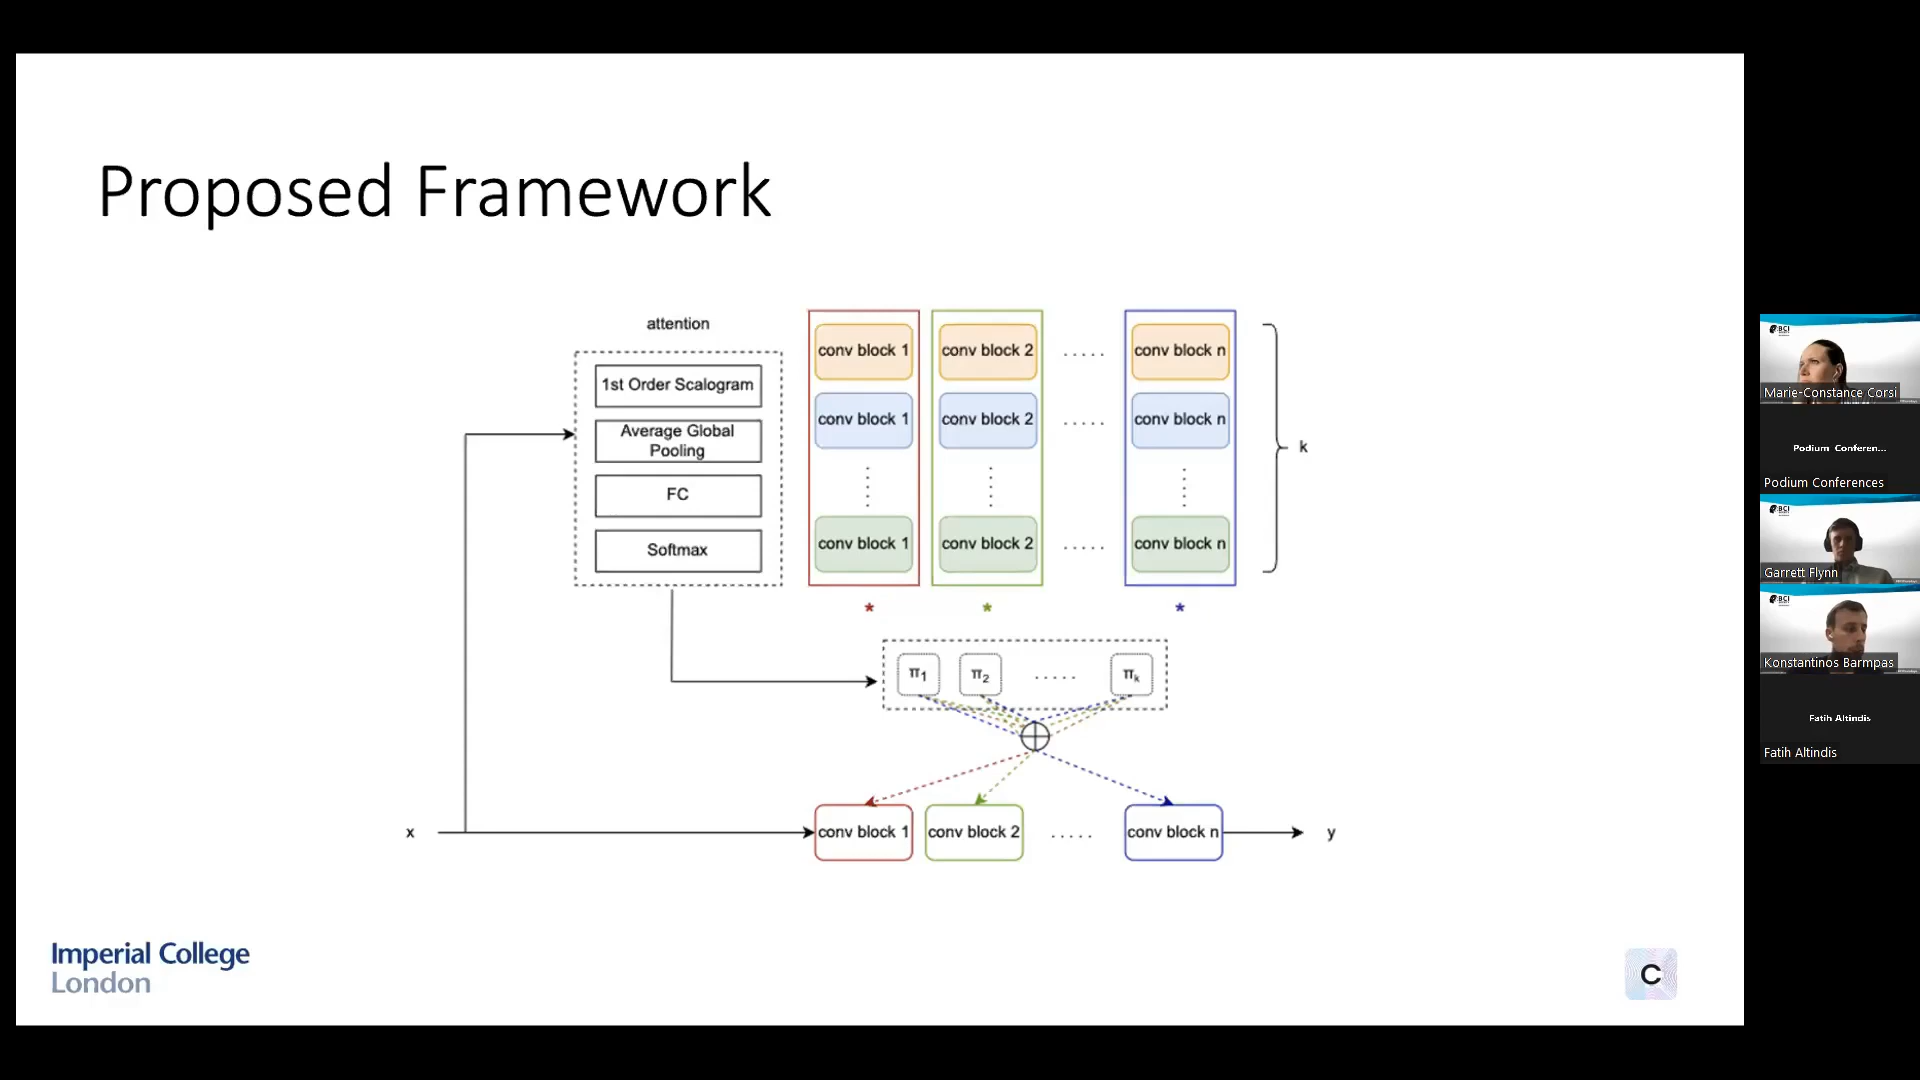 Proposed Framework
attention
1st Order Scalogram
Average Global
Pooling
FC
Softmax
conv block 1
conv block 2
.....
conv block n
conv block 1
conv block 2
.....
conv block n
conv block 1
conv block 2
.....
conv block n
k
* * *
π1
π2
.....
πk
x
conv block 1
conv block 2
.....
conv block n
y
Imperial College
London
C
BCI
Marie-Constance Corsi
Podium Conferen...
Podium Conferences
BCI
Garrett Flynn
BCI
Konstantinos Barmpas
Fatih Altindis
Fatih Altindis